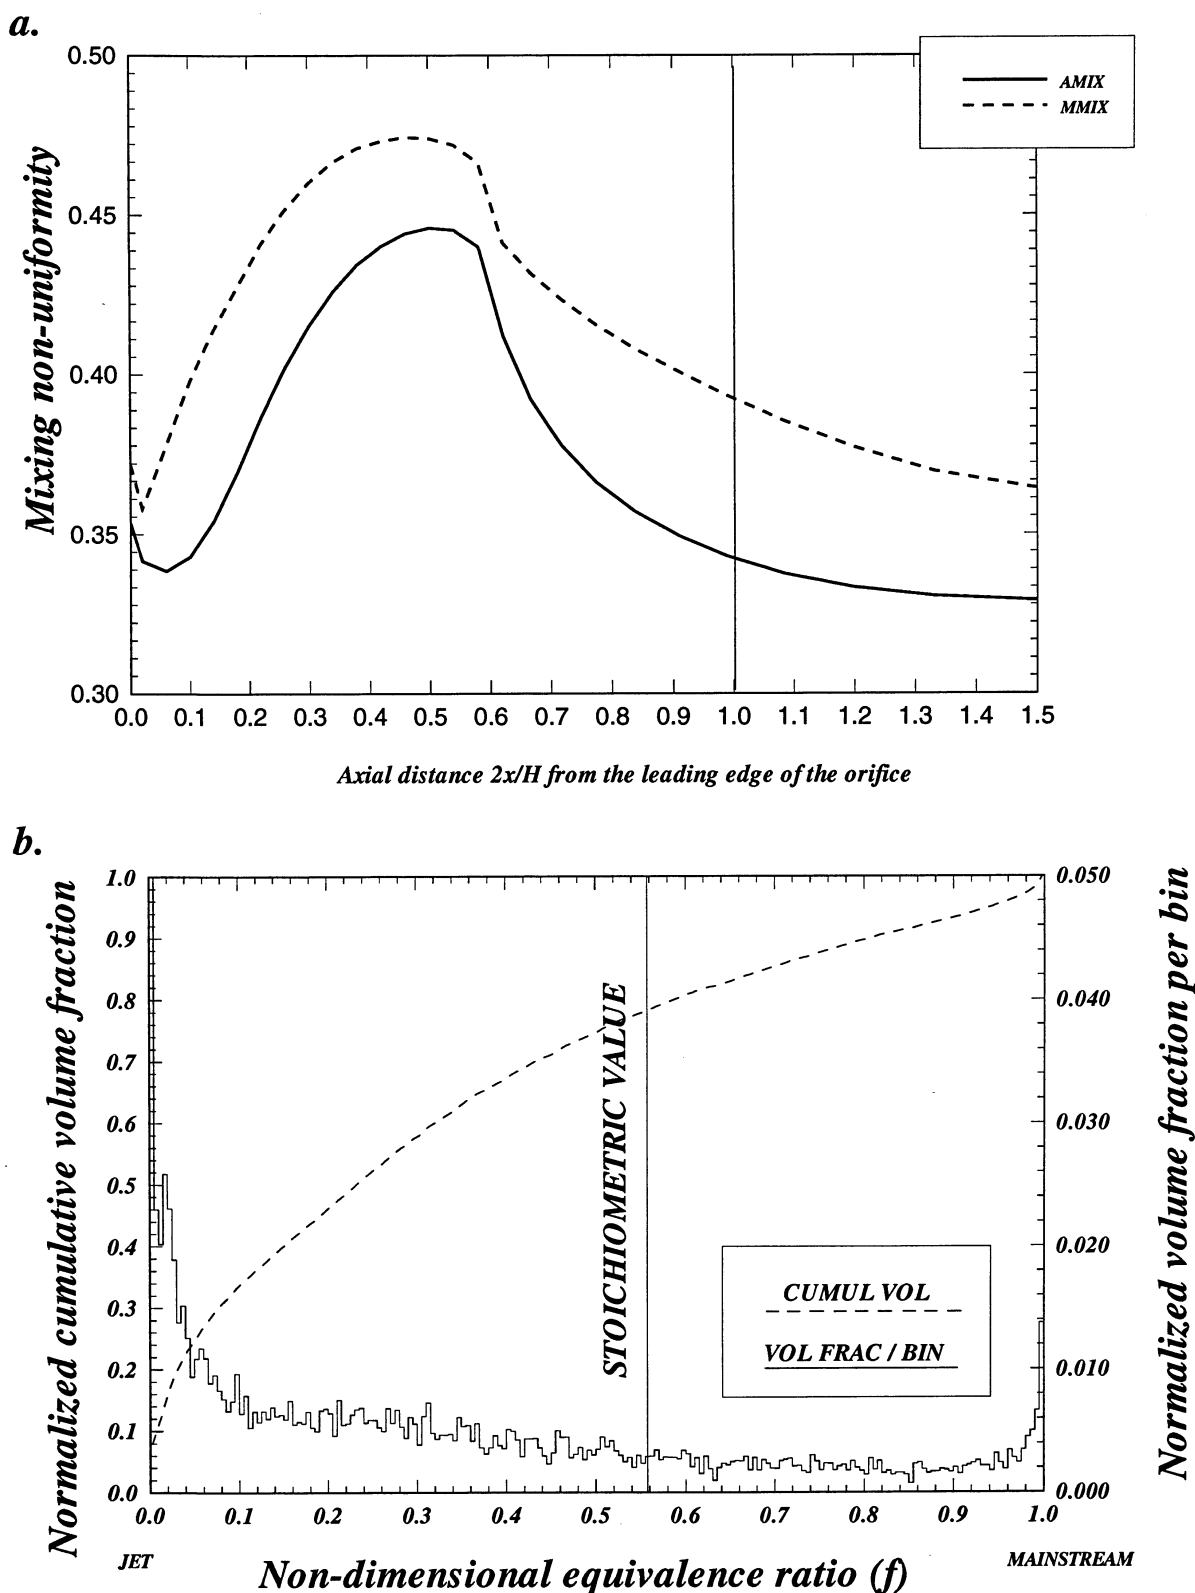 a.
0.50
0.45
0.40
0.35
0.30
Mixing non-uniformity
AMIX
MMIX
0.0 0.1 0.2 0.3 0.4 0.5 0.6 0.7 0.8 0.9 1.0 1.1 1.2 1.3 1.4 1.5
Axial distance 2x/H from the leading edge of the orifice
b.
Normalized cumulative volume fraction
1.0
0.9
0.8
0.7
0.6
0.5
0.4
0.3
0.2
0.1
0.0
STOICHIOMETRIC VALUE
CUMUL VOL
VOL FRAC / BIN
0.050
0.040
0.030
0.020
0.010
0.000
Normalized volume fraction per bin
0.0 0.1 0.2 0.3 0.4 0.5 0.6 0.7 0.8 0.9 1.0
JET
MAINSTREAM
Non-dimensional equivalence ratio (f)